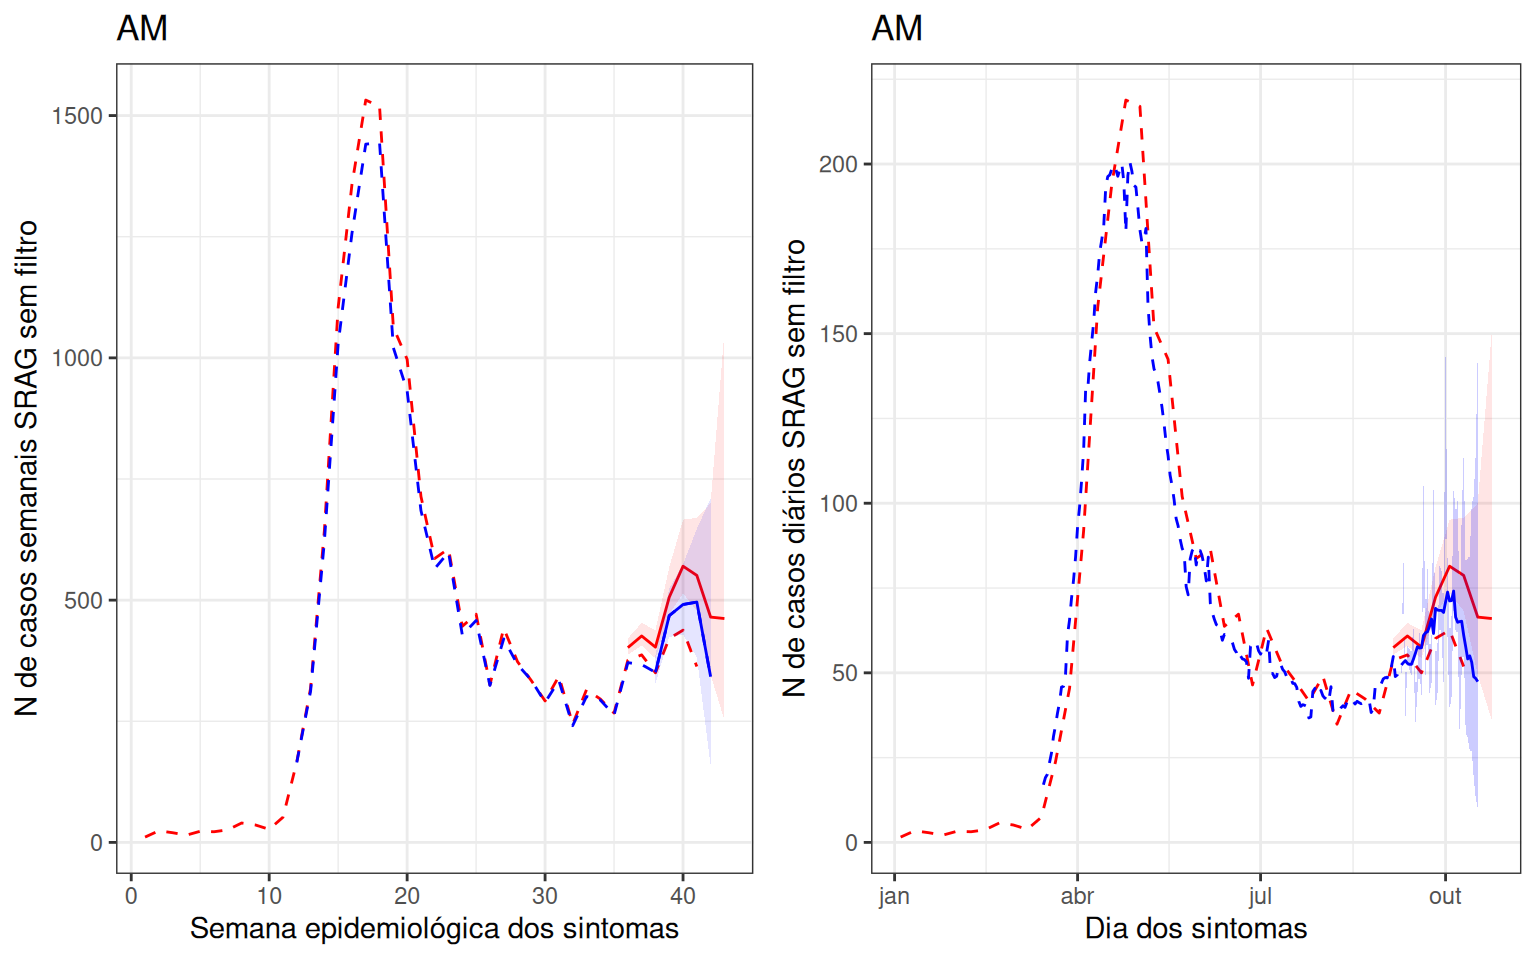 AM
N de casos semanais SRAG sem filtro
1500
1000
500
0
0 10 20 30 40
Semana epidemiológica dos sintomas
AM
N de casos diários SRAG sem filtro
200
150
100
50
0
jan abr jul out
Dia dos sintomas